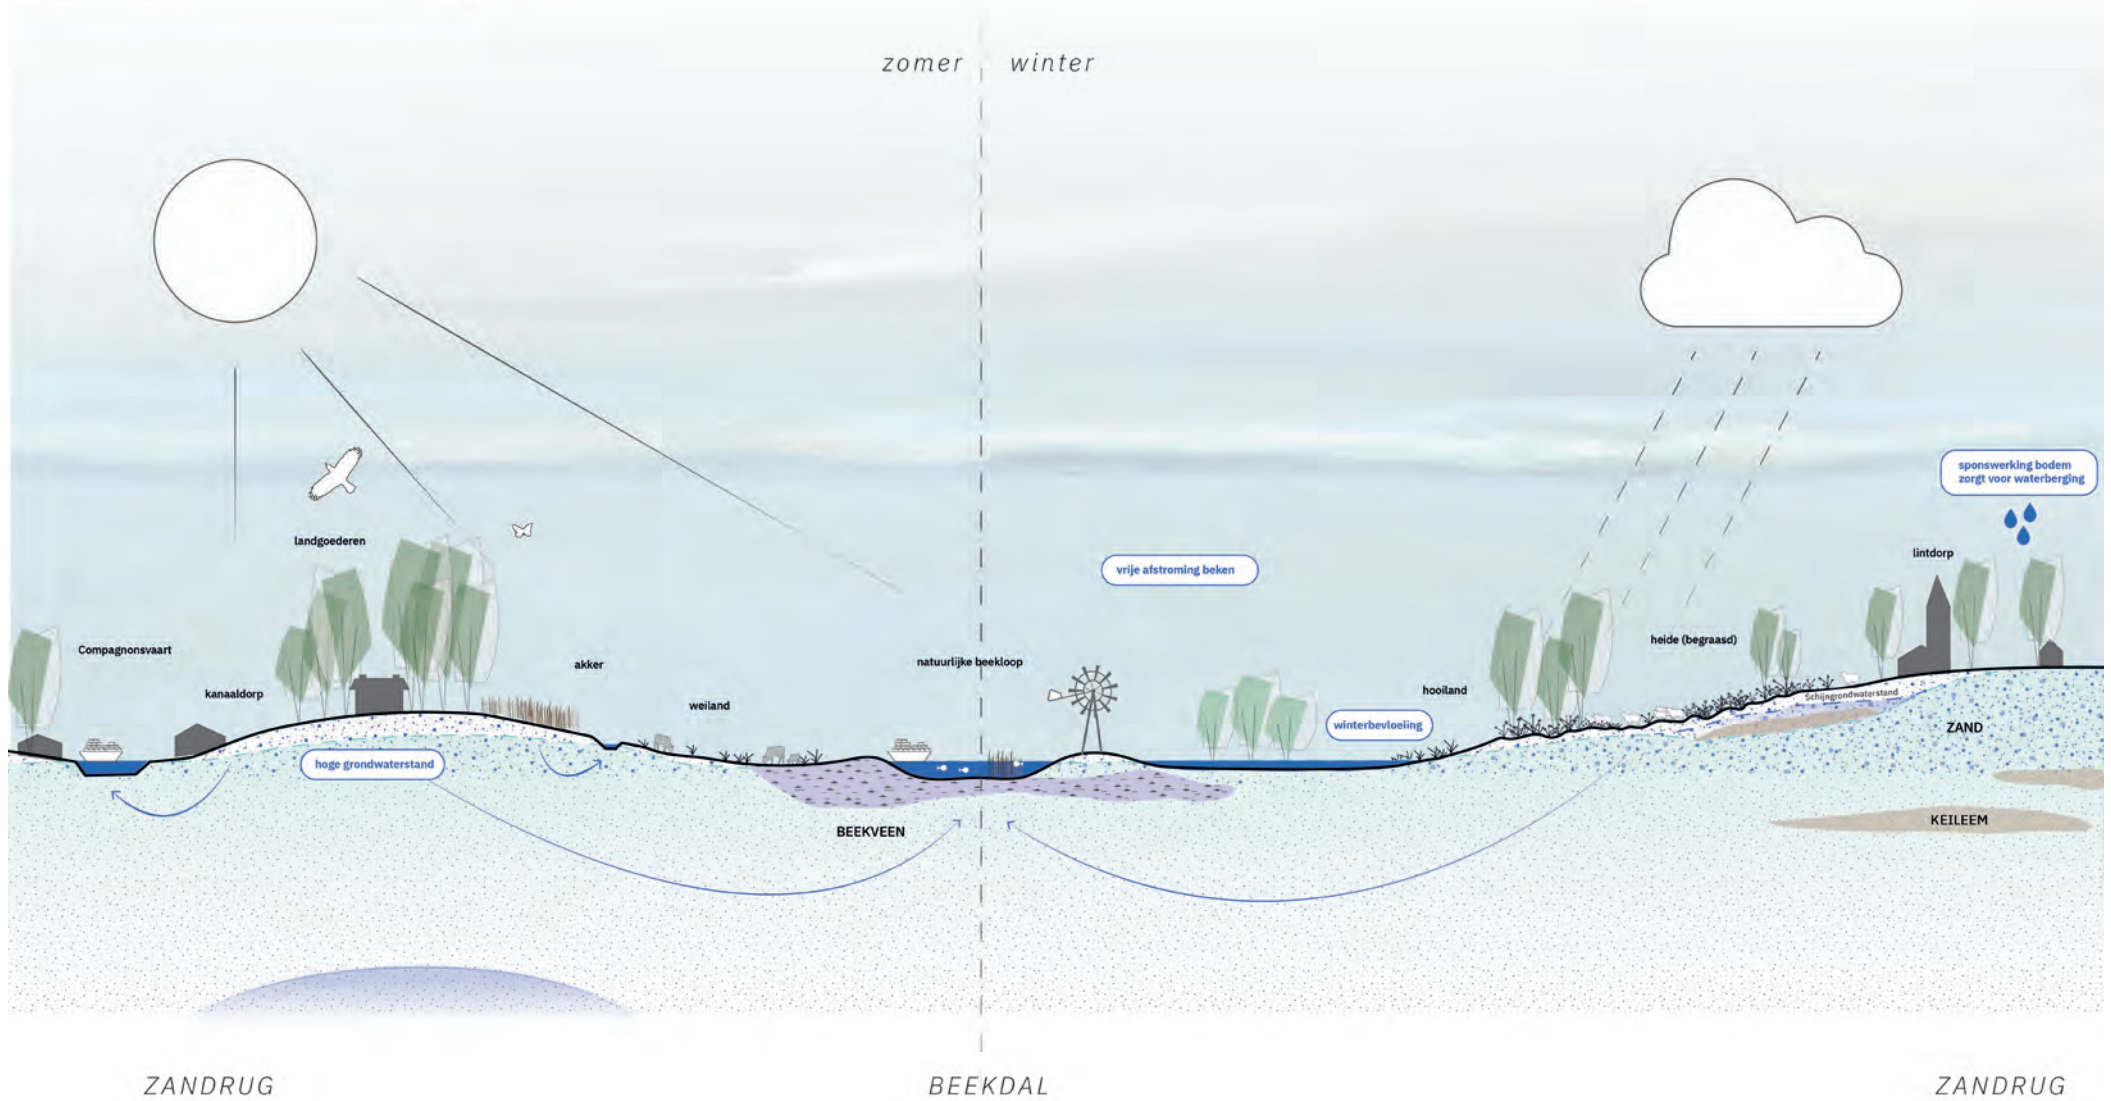 zomer
winter
sponswerking bodem
zorgt voor waterberging
landgoederen
lintdorp
vrije afstroming beken
heide (begraasd)
Compagnonsvaart
akker
natuurlijke beekloop
kanaaldorp
hooiland
weiland
Schijngrondwaterstand
winterbevloeiing
ZAND
hoge grondwaterstand
KEILEEM
BEEKVEEN
ZANDRUG
BEEKDAL
ZANDRUG